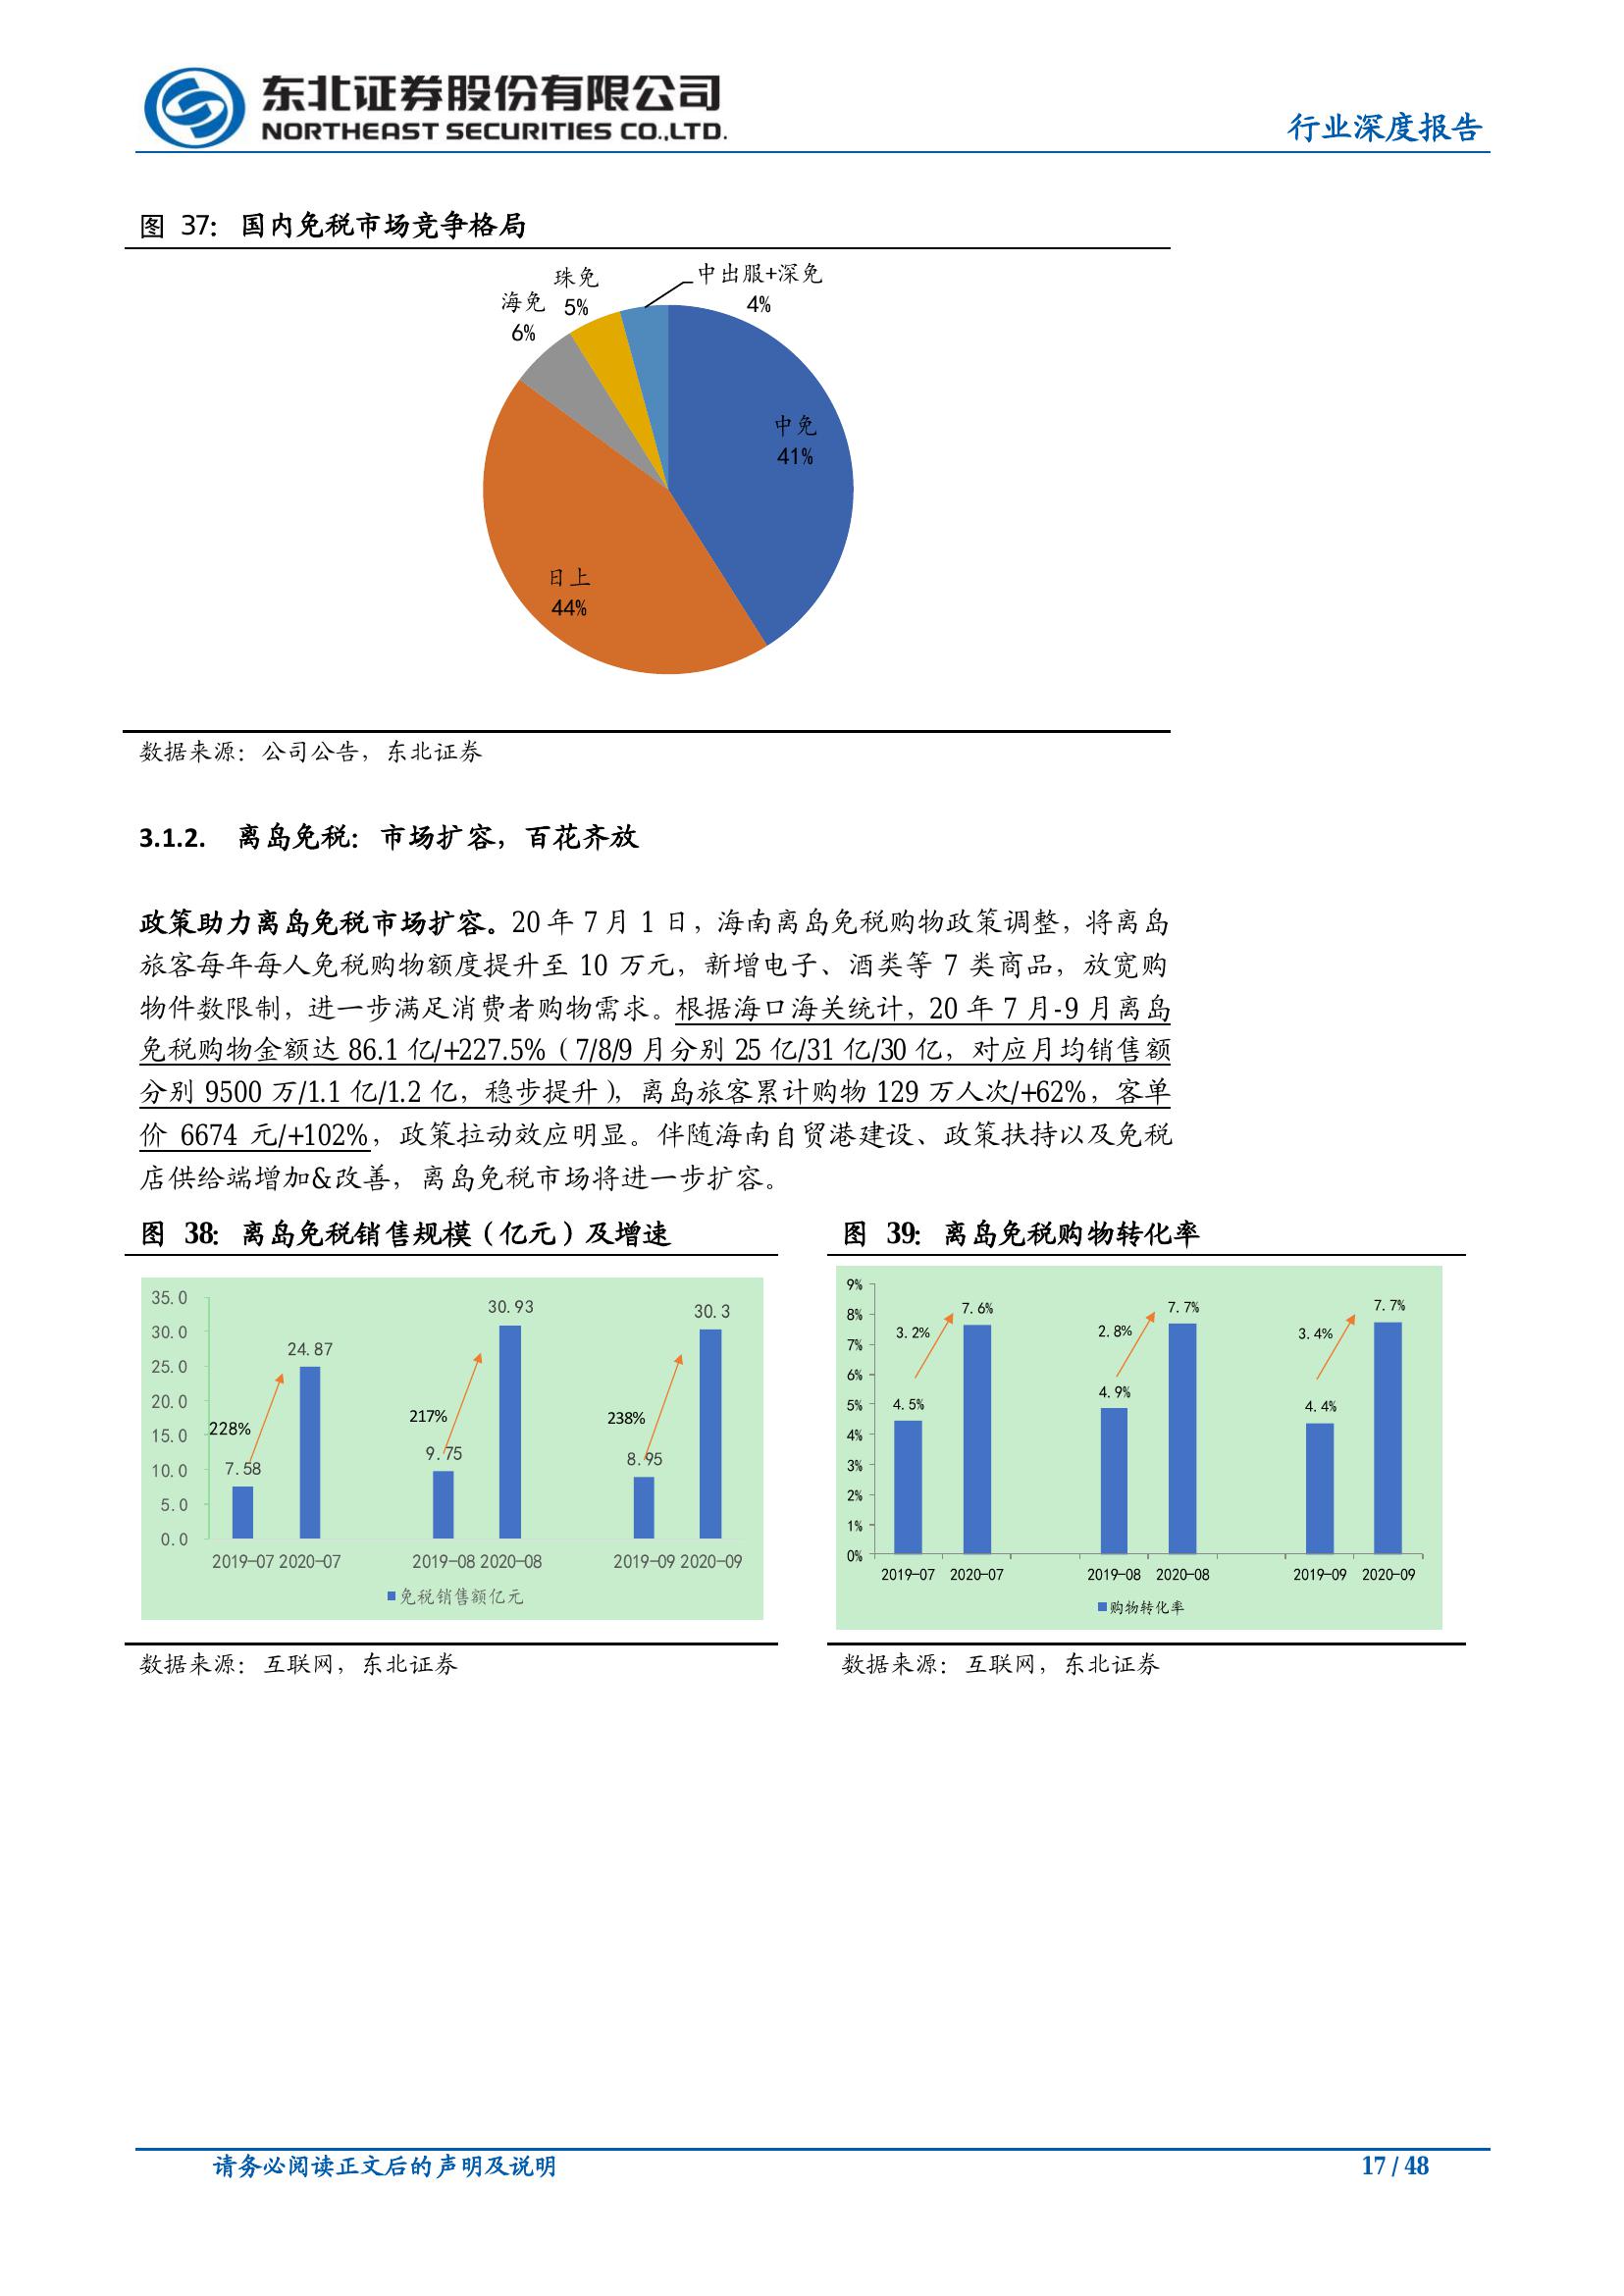 东北证券股份有限公司
NORTHEAST SECURITIES CO.,LTD.
行业深度报告
图 37：国内免税市场竞争格局
中出服+深免
4%
珠免
5%
海免
6%
中免
41%
日上
44%
数据来源：公司公告，东北证券
3.1.2. 离岛免税：市场扩容，百花齐放
政策助力离岛免税市场扩容。20 年 7 月 1 日，海南离岛免税购物政策调整，将离岛
旅客每年每人免税购物额度提升至 10 万元，新增电子、酒类等 7 类商品，放宽购
物件数限制，进一步满足消费者购物需求。根据海口海关统计，20 年 7 月-9 月离岛
免税购物金额达 86.1 亿/+227.5%（7/8/9 月分别 25 亿/31 亿/30 亿，对应月均销售额
分别 9500 万/1.1 亿/1.2 亿，稳步提升），离岛旅客累计购物 129 万人次/+62%，客单
价 6674 元/+102%，政策拉动效应明显。伴随海南自贸港建设、政策扶持以及免税
店供给端增加&改善，离岛免税市场将进一步扩容。
图 38：离岛免税销售规模（亿元）及增速
35.0
30.0
25.0
20.0
15.0
10.0
5.0
0.0
7.58
228%
24.87
9.75
217%
30.93
8.95
238%
30.3
2019-07 2020-07 2019-08 2020-08 2019-09 2020-09
免税销售额亿元
数据来源：互联网，东北证券
图 39：离岛免税购物转化率
9%
8%
7%
6%
5%
4%
3%
2%
1%
0%
4.5%
3.2%
7.6%
4.9%
2.8%
7.7%
4.4%
3.4%
7.7%
2019-07 2020-07 2019-08 2020-08 2019-09 2020-09
购物转化率
数据来源：互联网，东北证券
请务必阅读正文后的声明及说明
17 / 48